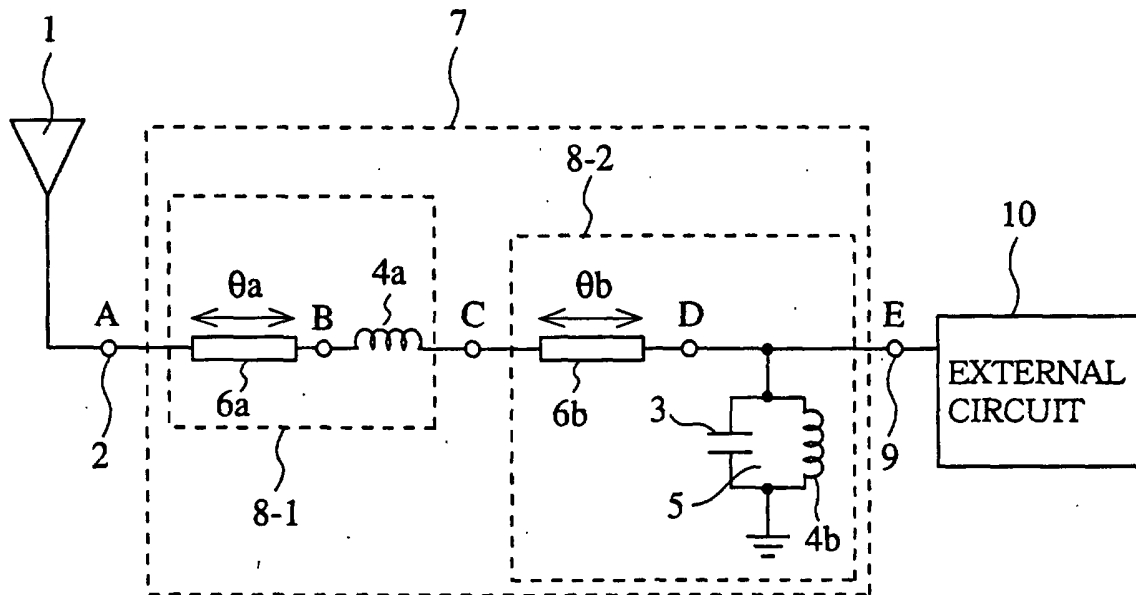 1
7
8-2
10
θa
4a
θb
A
B
C
D
E
6a
6b
EXTERNAL
CIRCUIT
3
2
9
5
8-1
4b